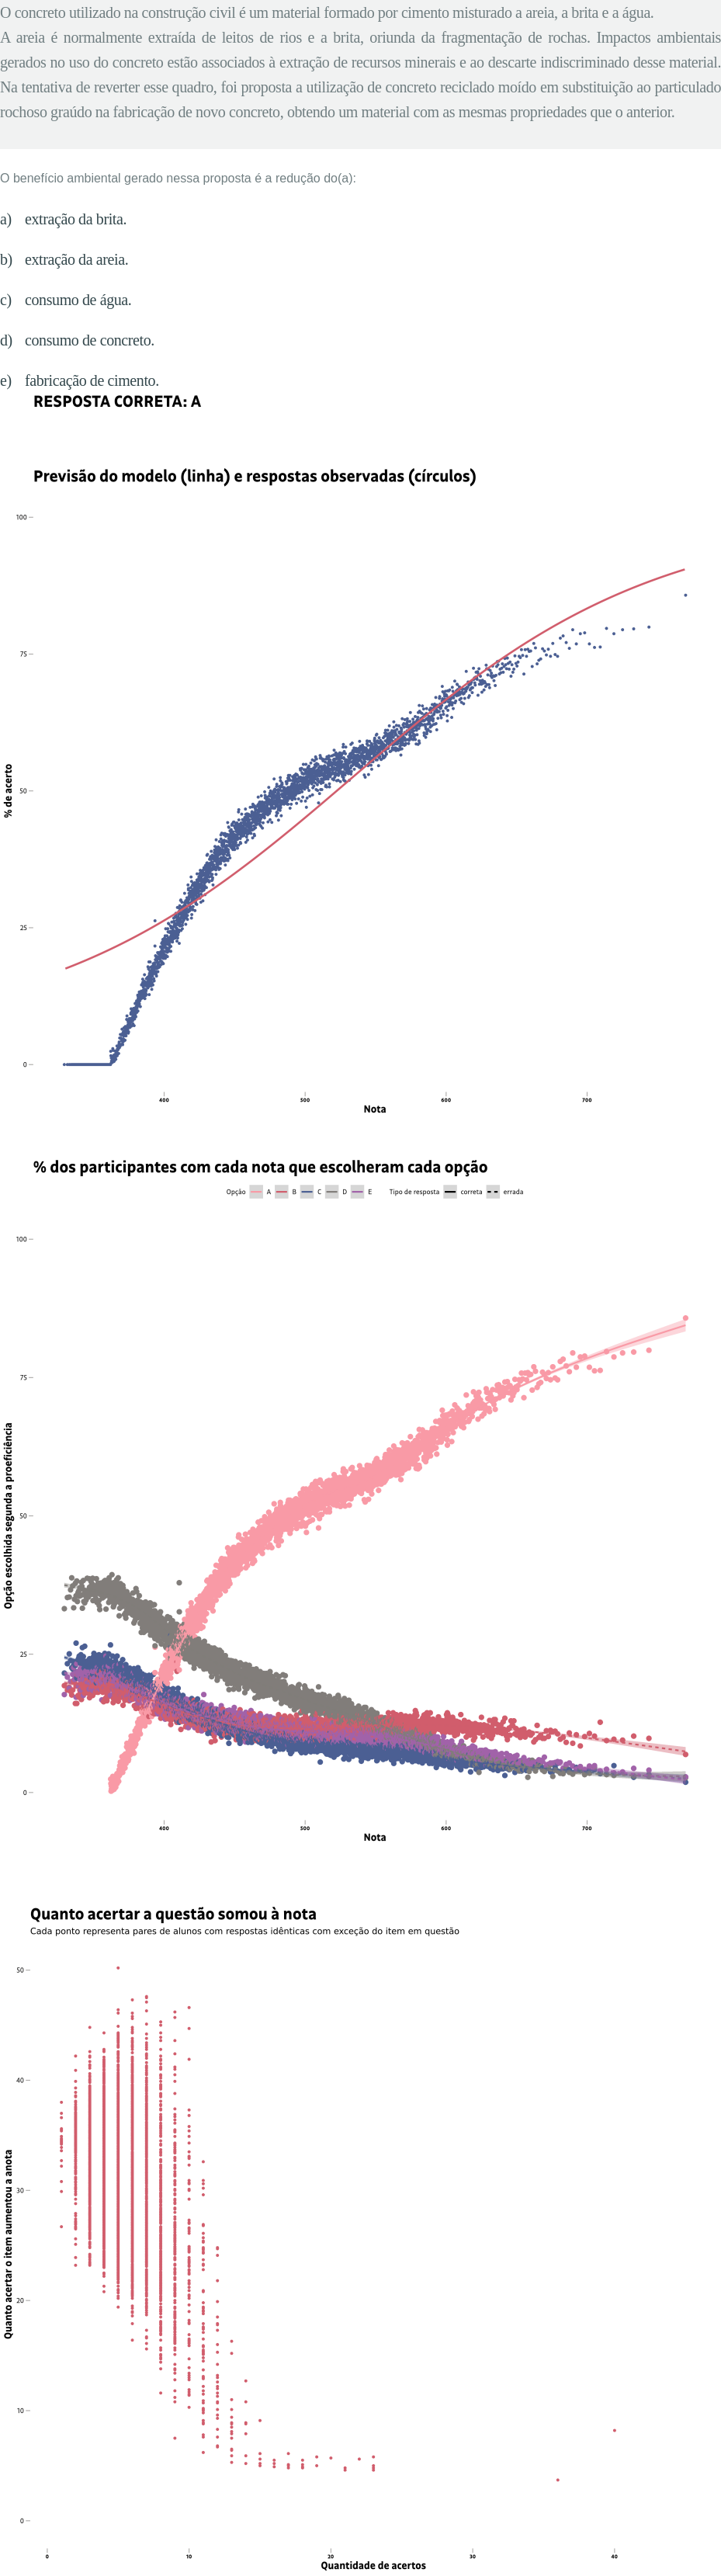 O concreto utilizado na construção civil é um material formado por cimento misturado a areia, a brita e a água.
A areia é normalmente extraída de leitos de rios e a brita, oriunda da fragmentação de rochas. Impactos ambientais
gerados no uso do concreto estão associados à extração de recursos minerais e ao descarte indiscriminado desse material.
Na tentativa de reverter esse quadro, foi proposta a utilização de concreto reciclado moído em substituição ao particulado
rochoso graúdo na fabricação de novo concreto, obtendo um material com as mesmas propriedades que o anterior.
O benefício ambiental gerado nessa proposta é a redução do(a):
a) extração da brita.
b) extração da areia.
c) consumo de água.
d) consumo de concreto.
e) fabricação de cimento.
RESPOSTA CORRETA: A
Previsão do modelo (linha) e respostas observadas (círculos)
100
75
50
25
0
% de acerto
400 500 600 700
Nota
% dos participantes com cada nota que escolheram cada opção
Opção A B C D E Tipo de resposta correta errada
100
75
50
25
0
Opção escolhida segunda a proeficiência
400 500 600 700
Nota
Quanto acertar a questão somou à nota
Cada ponto representa pares de alunos com respostas idênticas com exceção do item em questão
50
40
30
20
10
0
Quanto acertar o item aumentou a anota
0 10 20 30 40
Quantidade de acertos